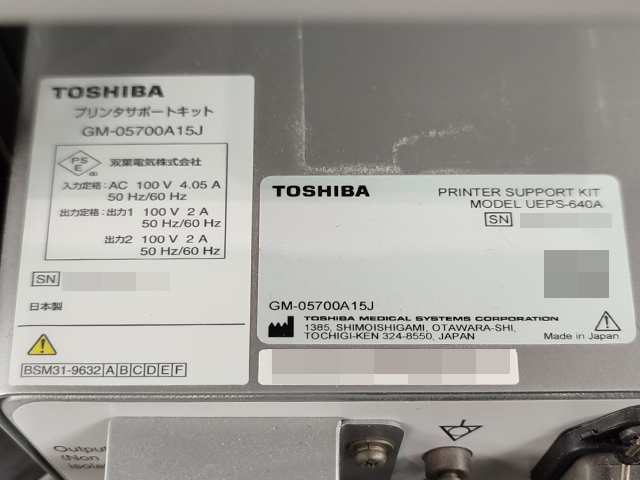 TOSHIBA
プリンタサポートキット
GM-05700A15J
PS
E
双葉電気株式会社
入力定格: AC 100 V 4.05 A
50 Hz/60 Hz
出力定格: 出力1 100 V 2 A
50 Hz/60 Hz
出力2 100 V 2 A
50 Hz/60 Hz
SN
日本製
BSM31-9632 A B C D E F
TOSHIBA
PRINTER SUPPORT KIT
MODEL UEPS-640A
SN
GM-05700A15J
TOSHIBA MEDICAL SYSTEMS CORPORATION
1385, SHIMOISHIGAMI, OTAWARA-SHI,
TOCHIGI-KEN 324-8550, JAPAN
Made in Japan
Output
(Non
isolate